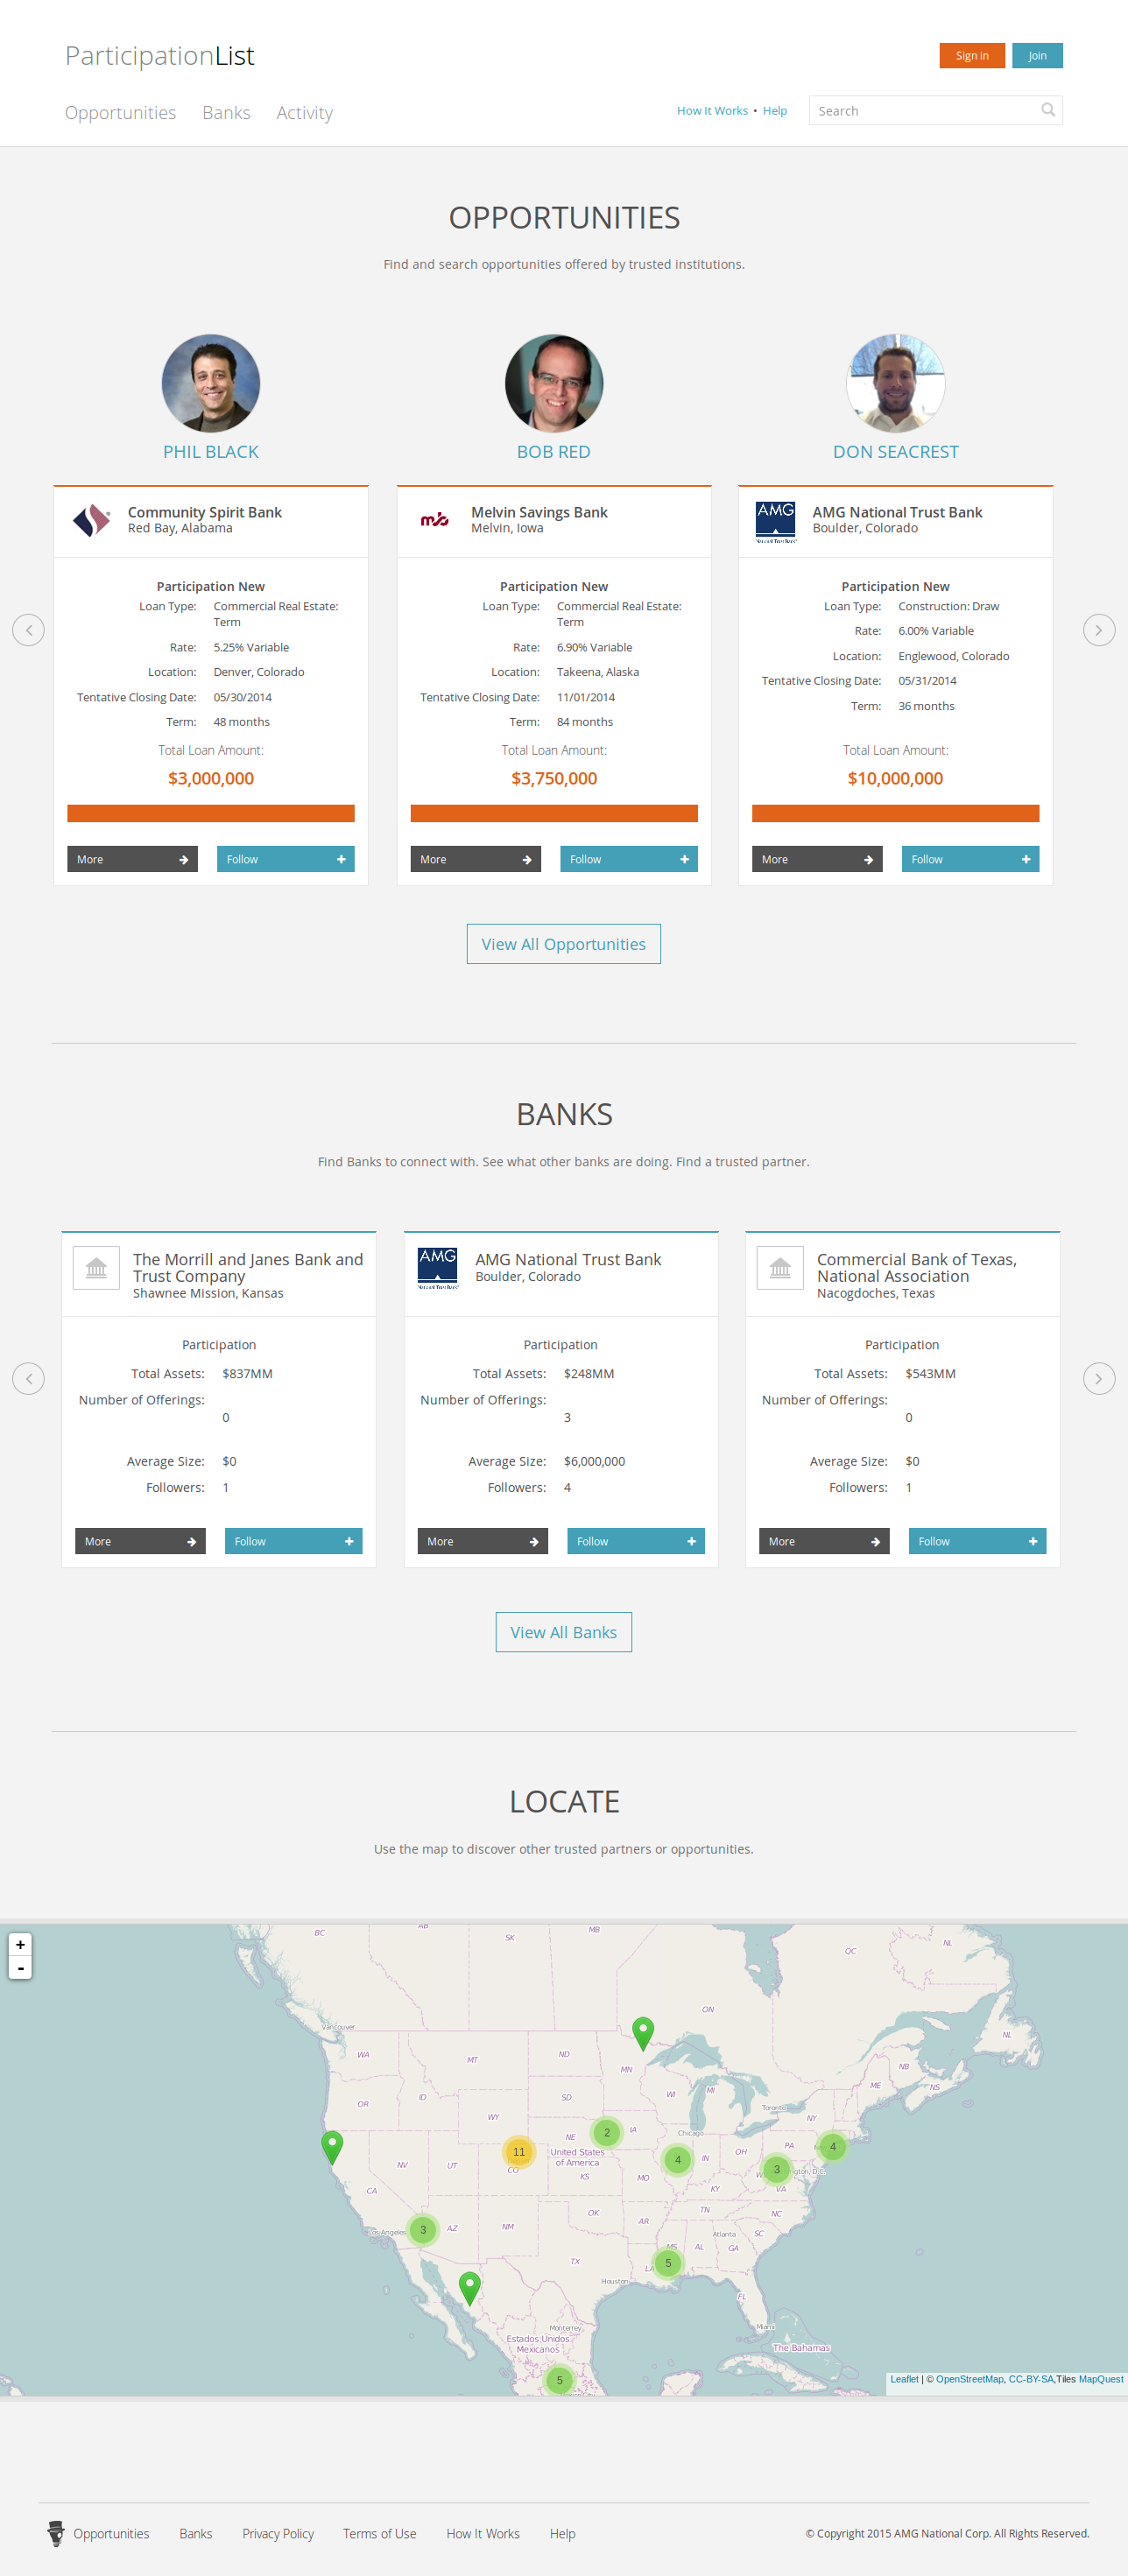 ParticipationList
Sign in
Join
Opportunities Banks Activity
How It Works • Help
Search
OPPORTUNITIES
Find and search opportunities offered by trusted institutions.
PHIL BLACK
Community Spirit Bank
Red Bay, Alabama
Participation New
Loan Type: Commercial Real Estate:
Term
Rate: 5.25% Variable
Location: Denver, Colorado
Tentative Closing Date: 05/30/2014
Term: 48 months
Total Loan Amount:
$3,000,000
More
Follow
BOB RED
mb
Melvin Savings Bank
Melvin, Iowa
Participation New
Loan Type: Commercial Real Estate:
Term
Rate: 6.90% Variable
Location: Takeena, Alaska
Tentative Closing Date: 11/01/2014
Term: 84 months
Total Loan Amount:
$3,750,000
More
Follow
DON SEACREST
AMG
AMG National Trust Bank
Boulder, Colorado
Participation New
Loan Type: Construction: Draw
Rate: 6.00% Variable
Location: Englewood, Colorado
Tentative Closing Date: 05/31/2014
Term: 36 months
Total Loan Amount:
$10,000,000
More
Follow
View All Opportunities
BANKS
Find Banks to connect with. See what other banks are doing. Find a trusted partner.
The Morrill and Janes Bank and
Trust Company
Shawnee Mission, Kansas
Participation
Total Assets: $837MM
Number of Offerings:
0
Average Size: $0
Followers: 1
More
Follow
AMG
AMG National Trust Bank
Boulder, Colorado
Participation
Total Assets: $248MM
Number of Offerings:
3
Average Size: $6,000,000
Followers: 4
More
Follow
Commercial Bank of Texas,
National Association
Nacogdoches, Texas
Participation
Total Assets: $543MM
Number of Offerings:
0
Average Size: $0
Followers: 1
More
Follow
View All Banks
LOCATE
Use the map to discover other trusted partners or opportunities.
+
-
BC
AB
SK
MB
ON
QC
NL
NL
Vancouver
WA
MT
ND
MN
NB
NS
ME
OR
ID
SD
WI
MI
Toronto
NY
WY
NE
2
IA
Chicago
11
CO
United States
of America
KS
MO
4
IN
OH
PA
4
3
VA
NV
UT
CA
KY
Los Angeles
3
AZ
NM
OK
AR
TN
NC
SC
Atlanta
MS
AL
GA
5
LA
TX
Houston
FL
Miami
Monterrey
Estados Unidos
Mexicanos
The Bahamas
5
Leaflet | © OpenStreetMap, CC-BY-SA,Tiles MapQuest
Opportunities Banks Privacy Policy Terms of Use How It Works Help
© Copyright 2015 AMG National Corp. All Rights Reserved.